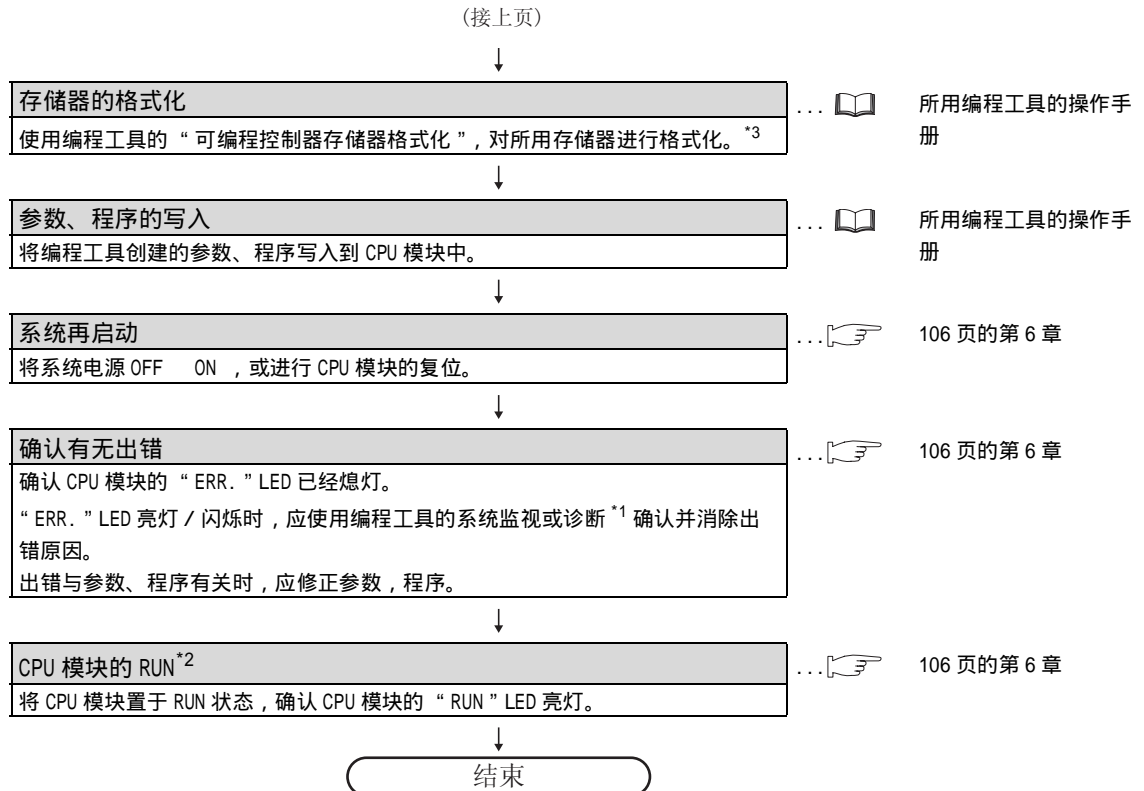 (接上页)
存储器的格式化
使用编程工具的 “可编程控制器存储器格式化”，对所用存储器进行格式化。*3
... 所用编程工具的操作手
册
参数、程序的写入
将编程工具创建的参数、程序写入到 CPU 模块中。
... 所用编程工具的操作手
册
系统再启动
将系统电源 OFF ON ，或进行 CPU 模块的复位。
... 106 页的第 6 章
确认有无出错
确认 CPU 模块的 “ERR.”LED 已经熄灯。
“ERR.”LED 亮灯 / 闪烁时，应使用编程工具的系统监视或诊断 *1 确认并消除出
错原因。
出错与参数、程序有关时，应修正参数，程序。
... 106 页的第 6 章
CPU 模块的 RUN*2
将 CPU 模块置于 RUN 状态，确认 CPU 模块的 “RUN”LED 亮灯。
... 106 页的第 6 章
结束